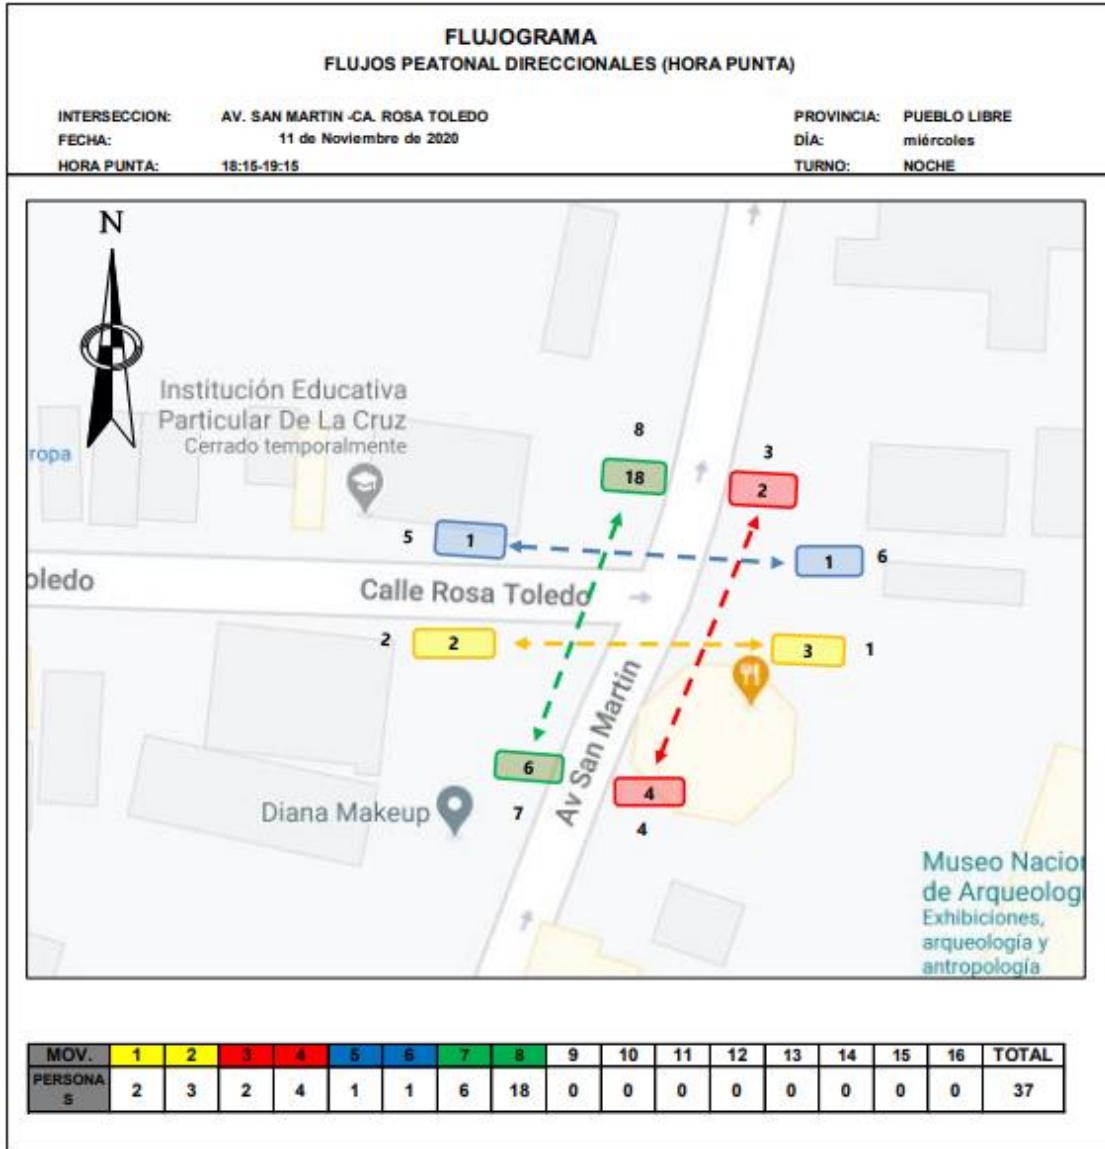 FLUJOGRAMA
FLUJOS PEATONAL DIRECCIONALES (HORA PUNTA)
INTERSECCION: AV. SAN MARTIN -CA. ROSA TOLEDO PROVINCIA: PUEBLO LIBRE
FECHA: 11 de Noviembre de 2020 DÍA: miércoles
HORA PUNTA: 18:15-19:15 TURNO: NOCHE
N
Institución Educativa
Particular De La Cruz
Cerrado temporalmente
ropa
8
18
3
2
5 1
1 6
oledo
Calle Rosa Toledo
2 2
3 1
Av San Martin
6
7
4
4
Diana Makeup
Museo Nacion
de Arqueolog
Exhibiciones,
arqueología y
antropología
MOV. 1 2 3 4 5 6 7 8 9 10 11 12 13 14 15 16 TOTAL
PERSONA
S 2 3 2 4 1 1 6 18 0 0 0 0 0 0 0 0 37